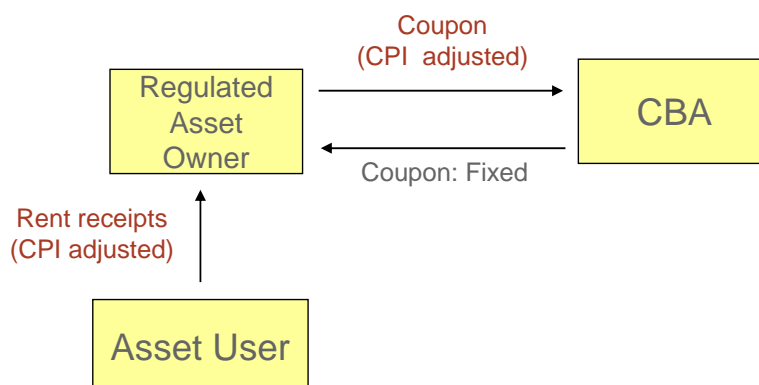 Coupon
(CPI adjusted)
Regulated
Asset
Owner
CBA
Coupon: Fixed
Rent receipts
(CPI adjusted)
Asset User